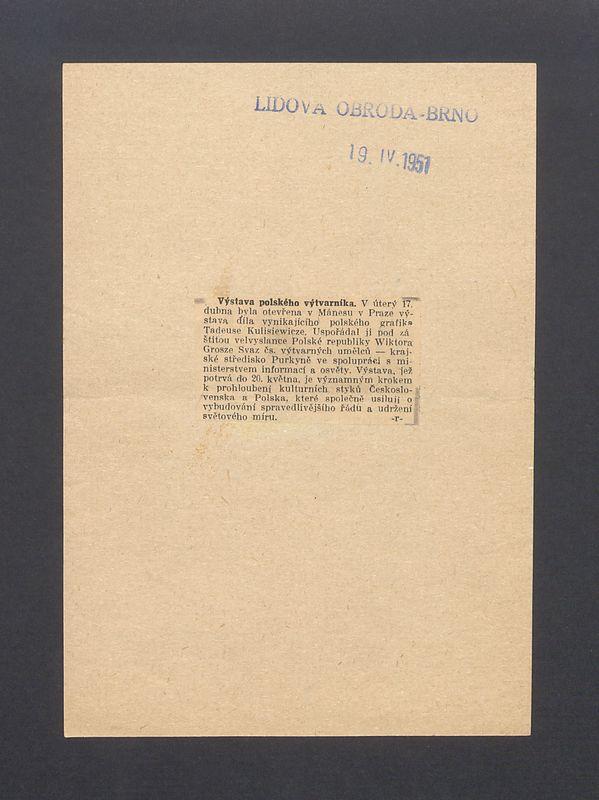 LIDOVA OBRODA-BRNO
19. IV. 1951
Výstava polského výtvarníka. V úterý 17.
dubna byla otevřena v Mánesu v Praze vý-
stava díla vynikajícího polského grafika
Tadeuse Kulisiewicze. Uspořádal ji pod zá
štitou velvyslance Polské republiky Wiktora
Grosze Svaz čs. výtvarných umělců — kraj-
ské středisko Purkyně ve spolupráci s mi-
nisterstvem informací a osvěty. Výstava, jež
potrvá do 20. května, je významným krokem
k prohloubení kulturních styků Českoslo-
venska a Polska, které společně usilují o
vybudování spravedlivějšího řádu a udržení
světového míru. -r-